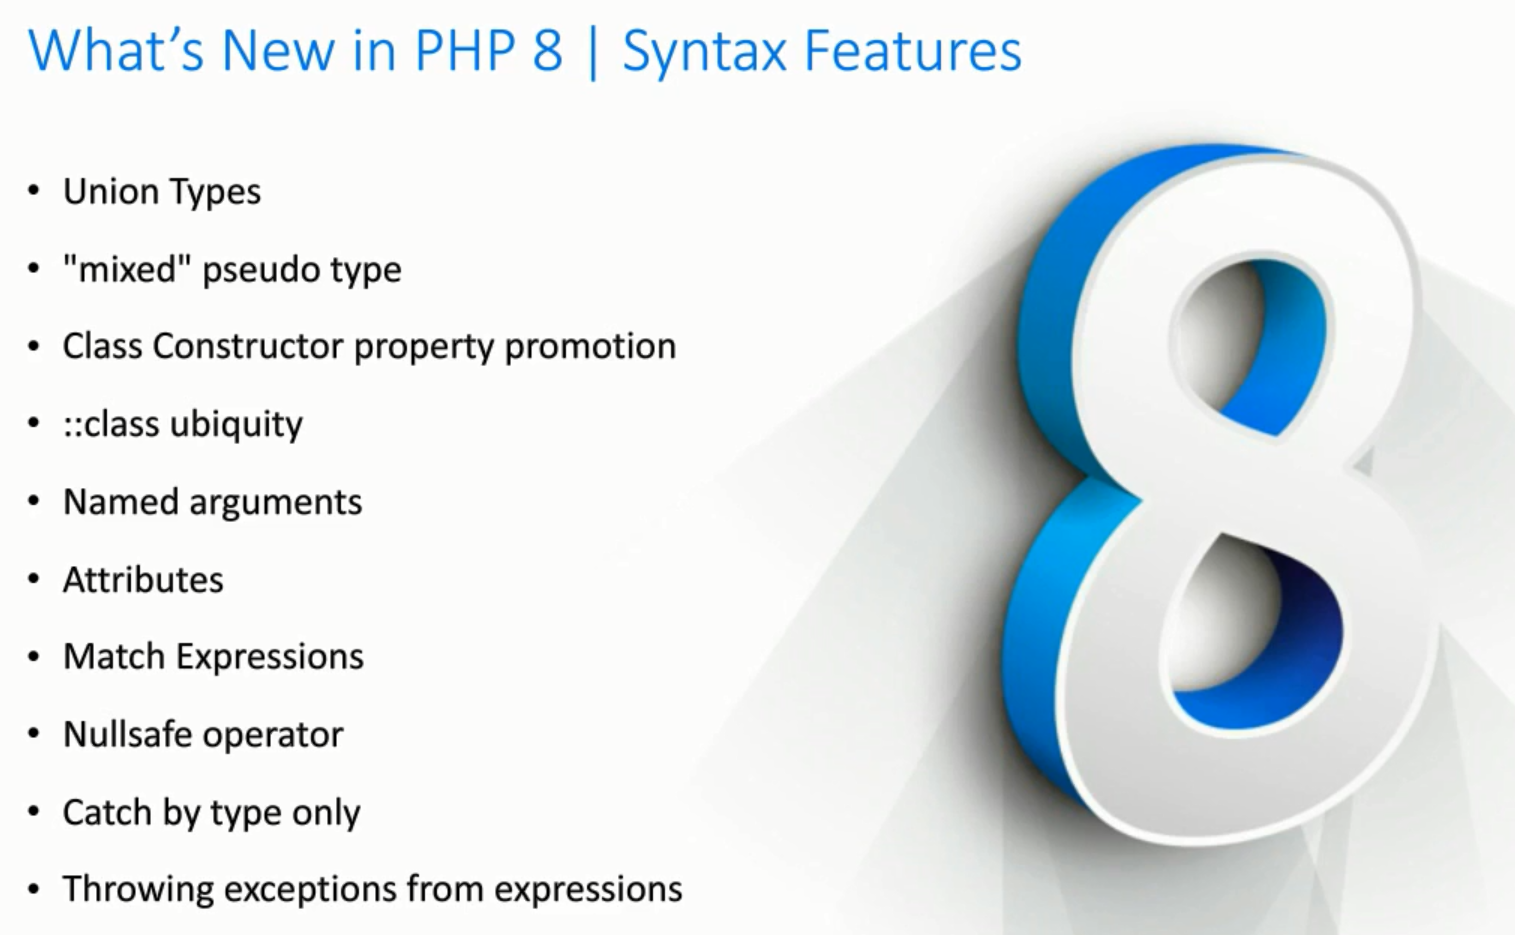 What’s New in PHP 8 | Syntax Features
• Union Types
• "mixed" pseudo type
• Class Constructor property promotion
• ::class ubiquity
• Named arguments
• Attributes
• Match Expressions
• Nullsafe operator
• Catch by type only
• Throwing exceptions from expressions
8